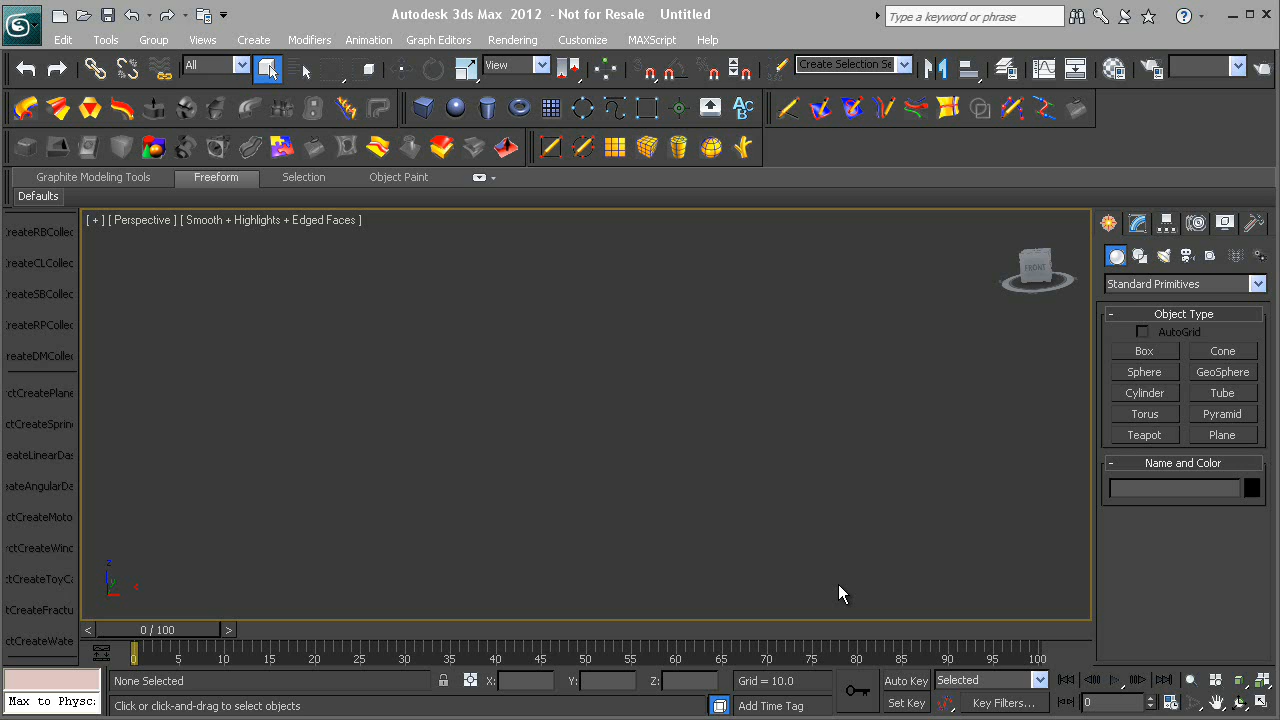 Autodesk 3ds Max 2012 - Not for Resale Untitled
Type a keyword or phrase
Edit Tools Group Views Create Modifiers Animation Graph Editors Rendering Customize MAXScript Help
All
View
Create Selection Se
Graphite Modeling Tools Freeform Selection Object Paint
Defaults
[ + ] [ Perspective ] [ Smooth + Highlights + Edged Faces ]
FRONT
reateRBCollec
reateCLCollec
reateSBCollec
reateRPCollec
reateDMCollec
ctCreatePlane
ctCreateSprin
eateLinearDas
eateAngularDa
ctCreateMoto
ctCreateWind
ctCreateToyCa
ctCreateFractu
ctCreateWate
Standard Primitives
- Object Type
AutoGrid
Box Cone
Sphere GeoSphere
Cylinder Tube
Torus Pyramid
Teapot Plane
- Name and Color
z
y
x
< 0 / 100 >
0 5 10 15 20 25 30 35 40 45 50 55 60 65 70 75 80 85 90 95 100
None Selected X: Y: Z: Grid = 10.0 Auto Key Selected
Max to Physc:
Click or click-and-drag to select objects Add Time Tag Set Key Key Filters... 0